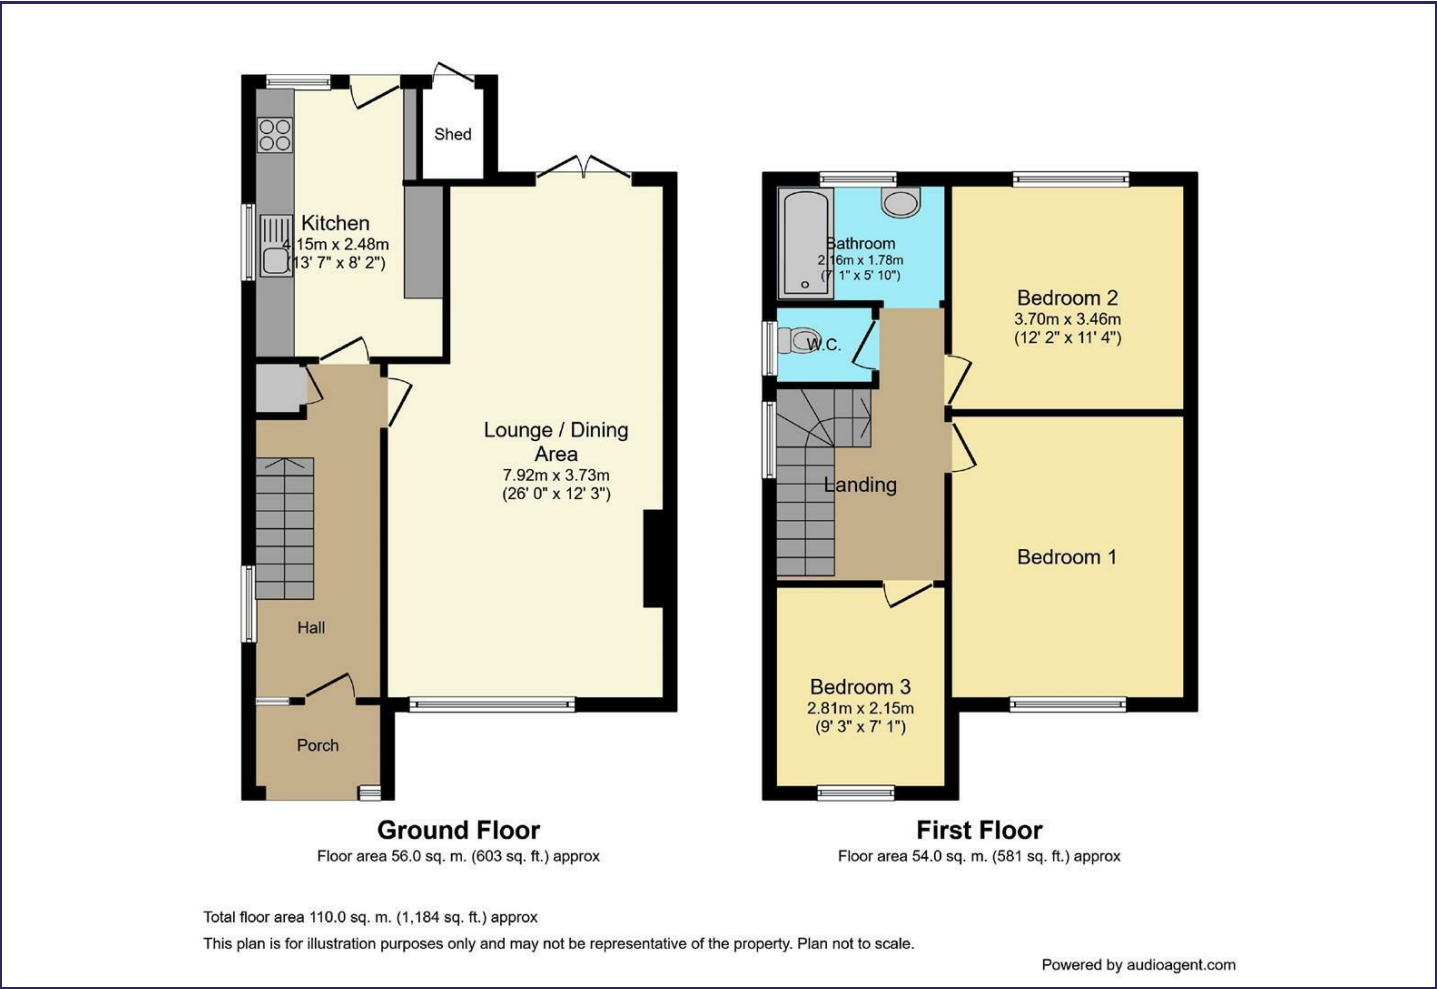 Shed
Kitchen
4.15m x 2.48m
(13' 7" x 8' 2")
Lounge / Dining
Area
7.92m x 3.73m
(26' 0" x 12' 3")
Hall
Porch
Bathroom
2.16m x 1.78m
(7' 1" x 5' 10")
W.C.
Landing
Bedroom 2
3.70m x 3.46m
(12' 2" x 11' 4")
Bedroom 1
Bedroom 3
2.81m x 2.15m
(9' 3" x 7' 1")
Ground Floor
Floor area 56.0 sq. m. (603 sq. ft.) approx
First Floor
Floor area 54.0 sq. m. (581 sq. ft.) approx
Total floor area 110.0 sq. m. (1,184 sq. ft.) approx
This plan is for illustration purposes only and may not be representative of the property. Plan not to scale.
Powered by audioagent.com